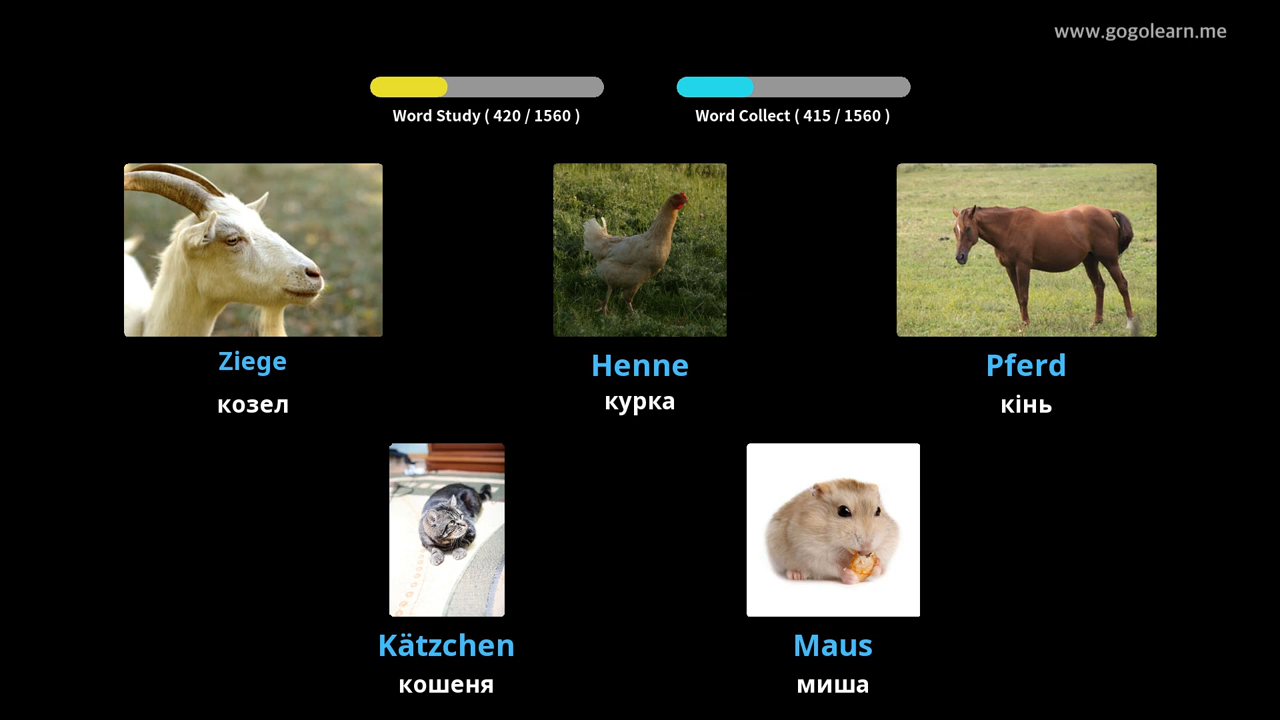 www.gogolearn.me
Word Study ( 420 / 1560 )
Word Collect ( 415 / 1560 )
Ziege
козел
Henne
курка
Pferd
кінь
Kätzchen
кошеня
Maus
миша